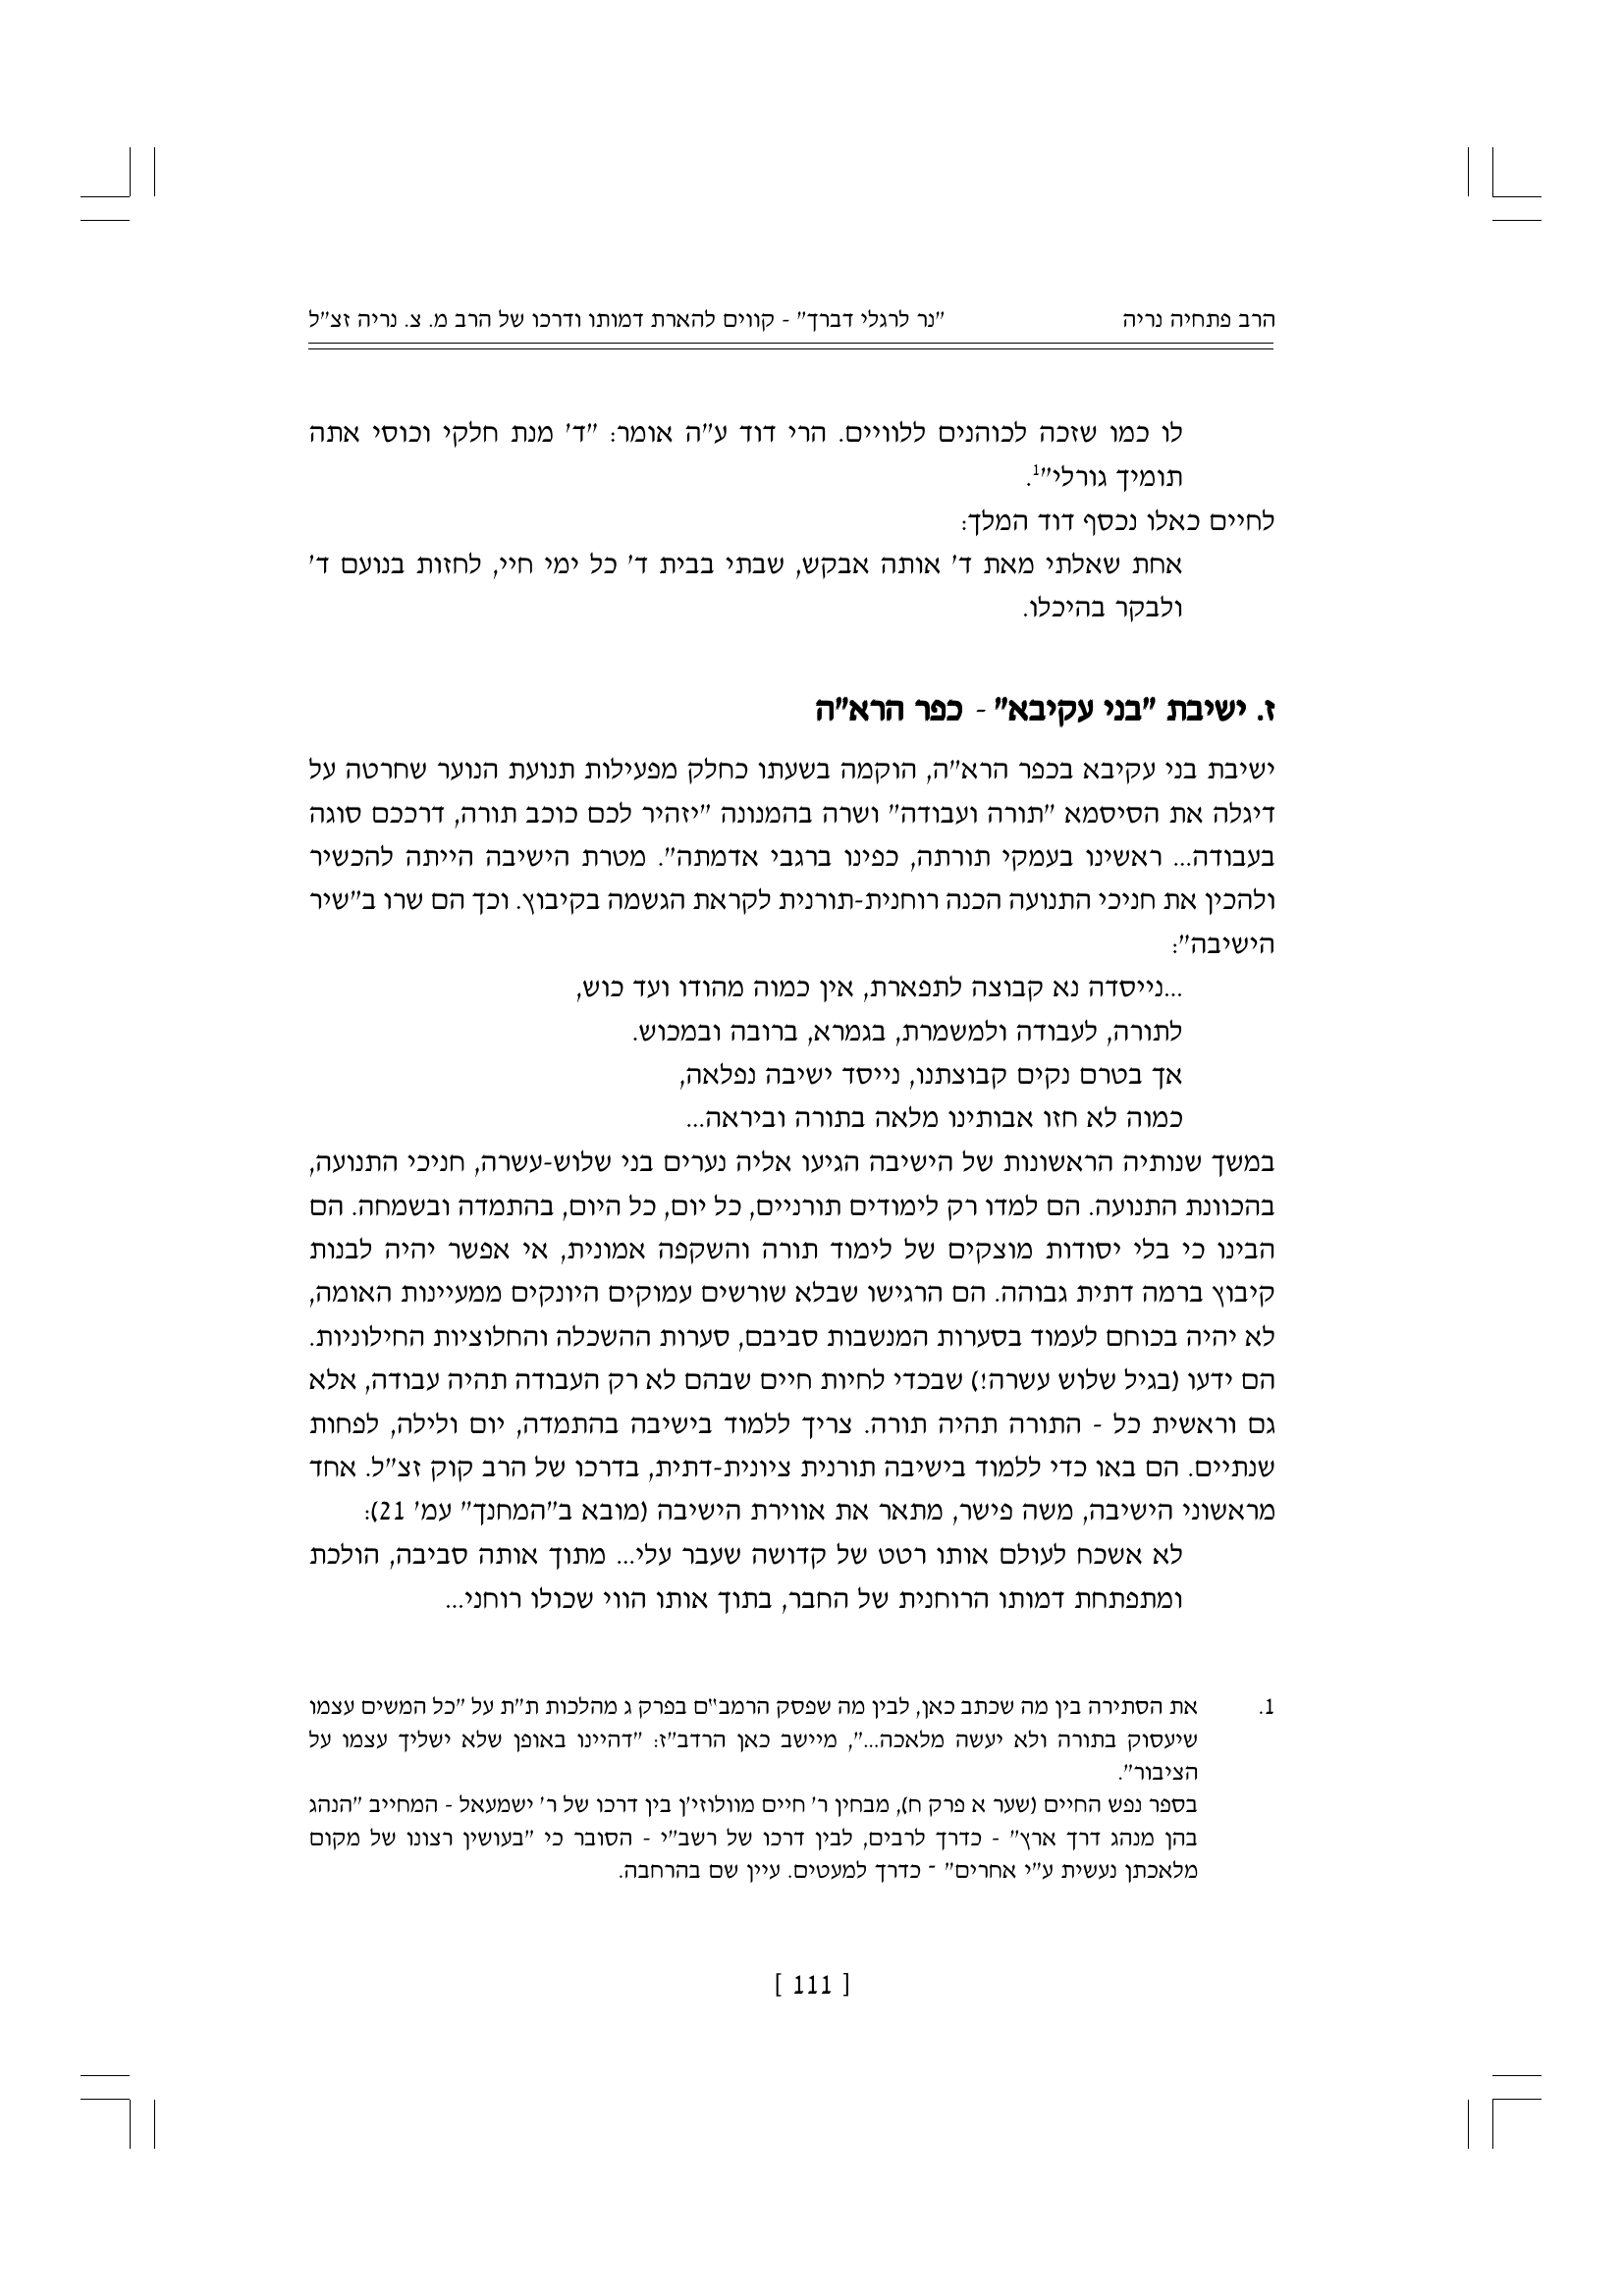 הרב פתחיה נריה "נר לרגלי דברך" - קווים להארת דמותו ודרכו של הרב מ. צ. נריה זצ"ל
לו כמו שזכה לכוהנים ללוויים. הרי דוד ע"ה אומר: "ד' מנת חלקי וכוסי אתה
תומיך גורלי"1.
לחיים כאלו נכסף דוד המלך:
אחת שאלתי מאת ד' אותה אבקש, שבתי בבית ד' כל ימי חיי, לחזות בנועם ד'
ולבקר בהיכלו.
ז. ישיבת "בני עקיבא" - כפר הרא"ה
ישיבת בני עקיבא בכפר הרא"ה, הוקמה בשעתו כחלק מפעילות תנועת הנוער שחרטה על
דיגלה את הסיסמא "תורה ועבודה" ושרה בהמנונה "יזהיר לכם כוכב תורה, דרככם סוגה
בעבודה... ראשינו בעמקי תורתה, כפינו ברגבי אדמתה". מטרת הישיבה הייתה להכשיר
ולהכין את חניכי התנועה הכנה רוחנית-תורנית לקראת הגשמה בקיבוץ. וכך הם שרו ב"שיר
הישיבה":
...נייסדה נא קבוצה לתפארת, אין כמוה מהודו ועד כוש,
לתורה, לעבודה ולמשמרת, בגמרא, ברובה ובמכוש.
אך בטרם נקים קבוצתנו, נייסד ישיבה נפלאה,
כמוה לא חזו אבותינו מלאה בתורה וביראה...
במשך שנותיה הראשונות של הישיבה הגיעו אליה נערים בני שלוש-עשרה, חניכי התנועה,
בהכוונת התנועה. הם למדו רק לימודים תורניים, כל יום, כל היום, בהתמדה ובשמחה. הם
הבינו כי בלי יסודות מוצקים של לימוד תורה והשקפה אמונית, אי אפשר יהיה לבנות
קיבוץ ברמה דתית גבוהה. הם הרגישו שבלא שורשים עמוקים היונקים ממעיינות האומה,
לא יהיה בכוחם לעמוד בסערות המנשבות סביבם, סערות ההשכלה והחלוציות החילוניות.
הם ידעו (בגיל שלוש עשרה!) שבכדי לחיות חיים שבהם לא רק העבודה תהיה עבודה, אלא
גם וראשית כל - התורה תהיה תורה. צריך ללמוד בישיבה בהתמדה, יום ולילה, לפחות
שנתיים. הם באו כדי ללמוד בישיבה תורנית ציונית-דתית, בדרכו של הרב קוק זצ"ל. אחד
מראשוני הישיבה, משה פישר, מתאר את אווירת הישיבה (מובא ב"המחנך" עמ' 21):
לא אשכח לעולם אותו רטט של קדושה שעבר עלי... מתוך אותה סביבה, הולכת
ומתפתחת דמותו הרוחנית של החבר, בתוך אותו הווי שכולו רוחני...
1. את הסתירה בין מה שכתב כאן, לבין מה שפסק הרמב"ם בפרק ג מהלכות ת"ת על "כל המשים עצמו
שיעסוק בתורה ולא יעשה מלאכה...", מיישב כאן הרדב"ז: "דהיינו באופן שלא ישליך עצמו על
הציבור".
בספר נפש החיים (שער א פרק ח), מבחין ר' חיים מוולוזי'ן בין דרכו של ר' ישמעאל - המחייב "הנהג
בהן מנהג דרך ארץ" - כדרך לרבים, לבין דרכו של רשב"י - הסובר כי "בעושין רצונו של מקום
מלאכתן נעשית ע"י אחרים" - כדרך למעטים. עיין שם בהרחבה.
[ 111 ]